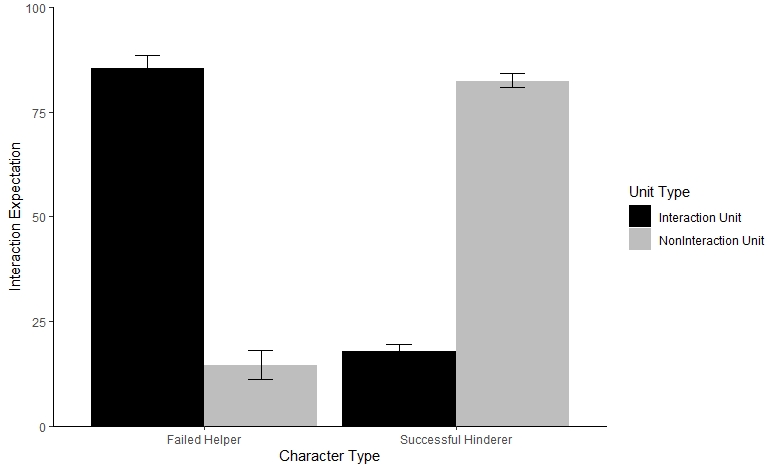 100
75
50
25
0
Interaction Expectation
Failed Helper
Successful Hinderer
Character Type
Unit Type
Interaction Unit
NonInteraction Unit